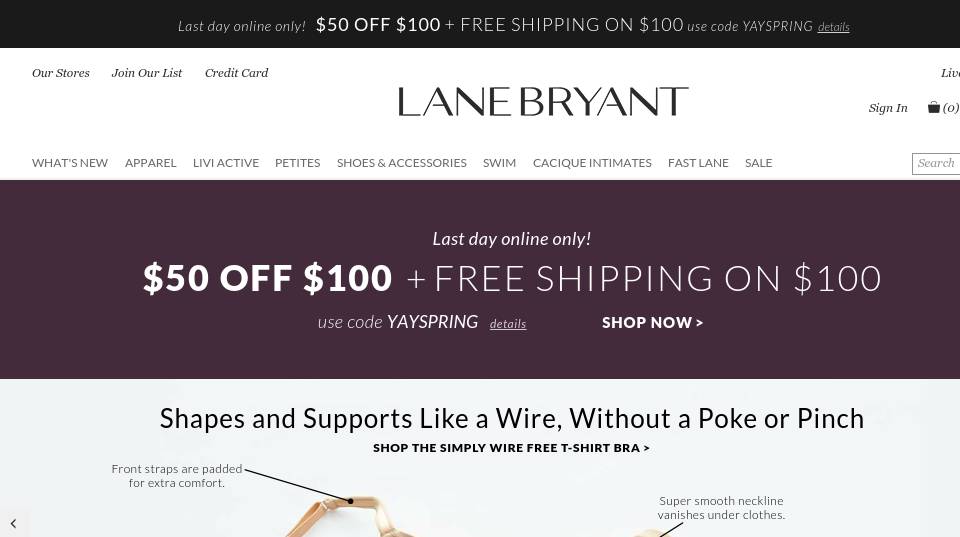 Last day online only! $50 OFF $100 + FREE SHIPPING ON $100 use code YAYSPRING details
Our Stores Join Our List Credit Card
LANE BRYANT
Sign In (0)
WHAT'S NEW APPAREL LIVI ACTIVE PETITES SHOES & ACCESSORIES SWIM CACIQUE INTIMATES FAST LANE SALE Search
Last day online only!
$50 OFF $100 + FREE SHIPPING ON $100
use code YAYSPRING details SHOP NOW >
Shapes and Supports Like a Wire, Without a Poke or Pinch
SHOP THE SIMPLY WIRE FREE T-SHIRT BRA >
Front straps are padded
for extra comfort.
Super smooth neckline
vanishes under clothes.